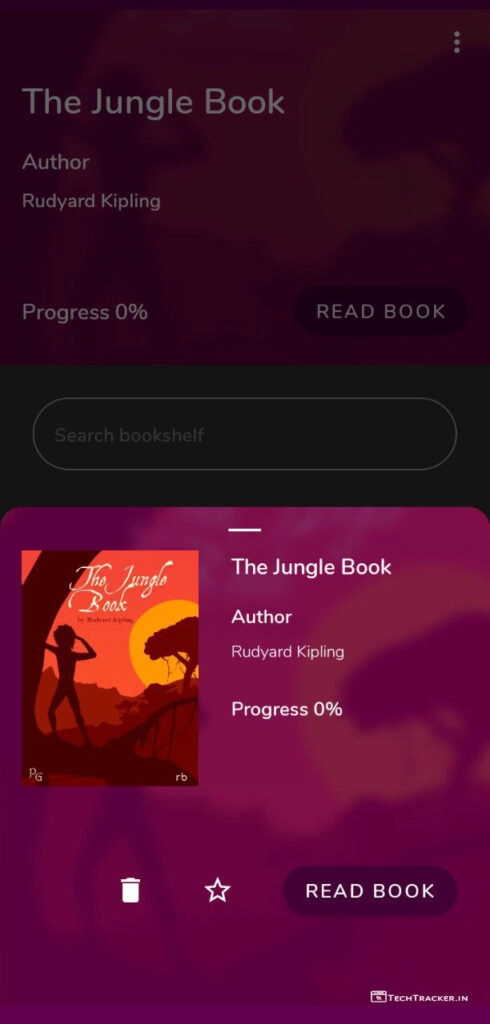 The Jungle Book
Author
Rudyard Kipling
Progress 0%
READ BOOK
Search bookshelf
The Jungle
Book
by Rudyard Kipling
PG
rb
The Jungle Book
Author
Rudyard Kipling
Progress 0%
READ BOOK
TECHTRACKER.IN